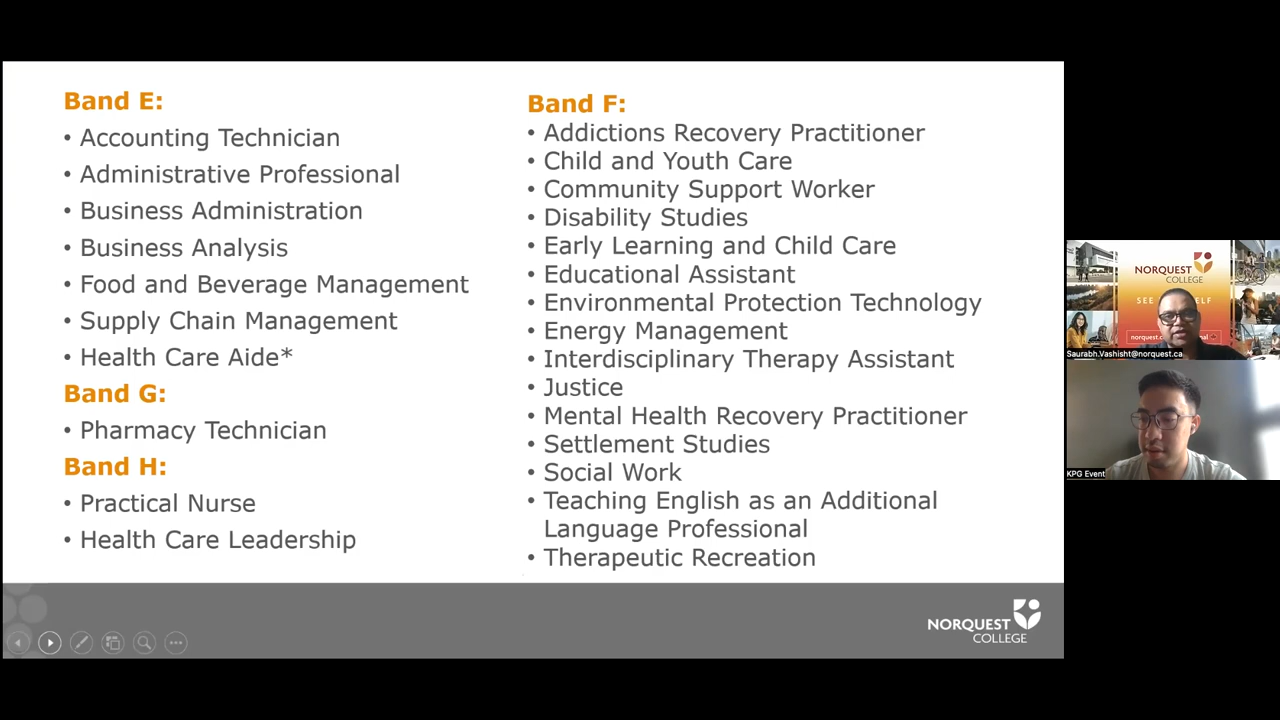 Band E:
• Accounting Technician
• Administrative Professional
• Business Administration
• Business Analysis
• Food and Beverage Management
• Supply Chain Management
• Health Care Aide*
Band G:
• Pharmacy Technician
Band H:
• Practical Nurse
• Health Care Leadership
Band F:
• Addictions Recovery Practitioner
• Child and Youth Care
• Community Support Worker
• Disability Studies
• Early Learning and Child Care
• Educational Assistant
• Environmental Protection Technology
• Energy Management
• Interdisciplinary Therapy Assistant
• Justice
• Mental Health Recovery Practitioner
• Settlement Studies
• Social Work
• Teaching English as an Additional
Language Professional
• Therapeutic Recreation
NORQUEST
COLLEGE
NORQUEST
COLLEGE
SEE
Saurabh.Vashisht@norquest.ca
KPG Event